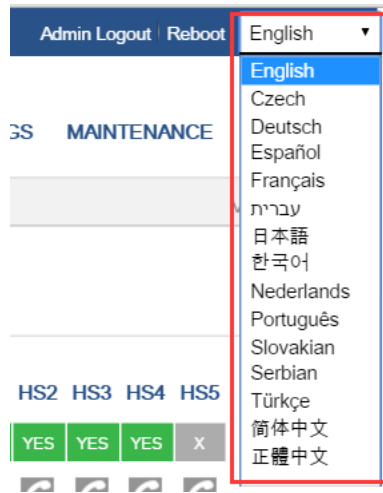 Admin Logout Reboot English
English
Czech
Deutsch
Español
Français
עברית
日本語
한국어
Nederlands
Português
Slovakian
Serbian
Türkçe
简体中文
正體中文
GS MAINTENANCE
HS2 HS3 HS4 HS5
YES YES YES X